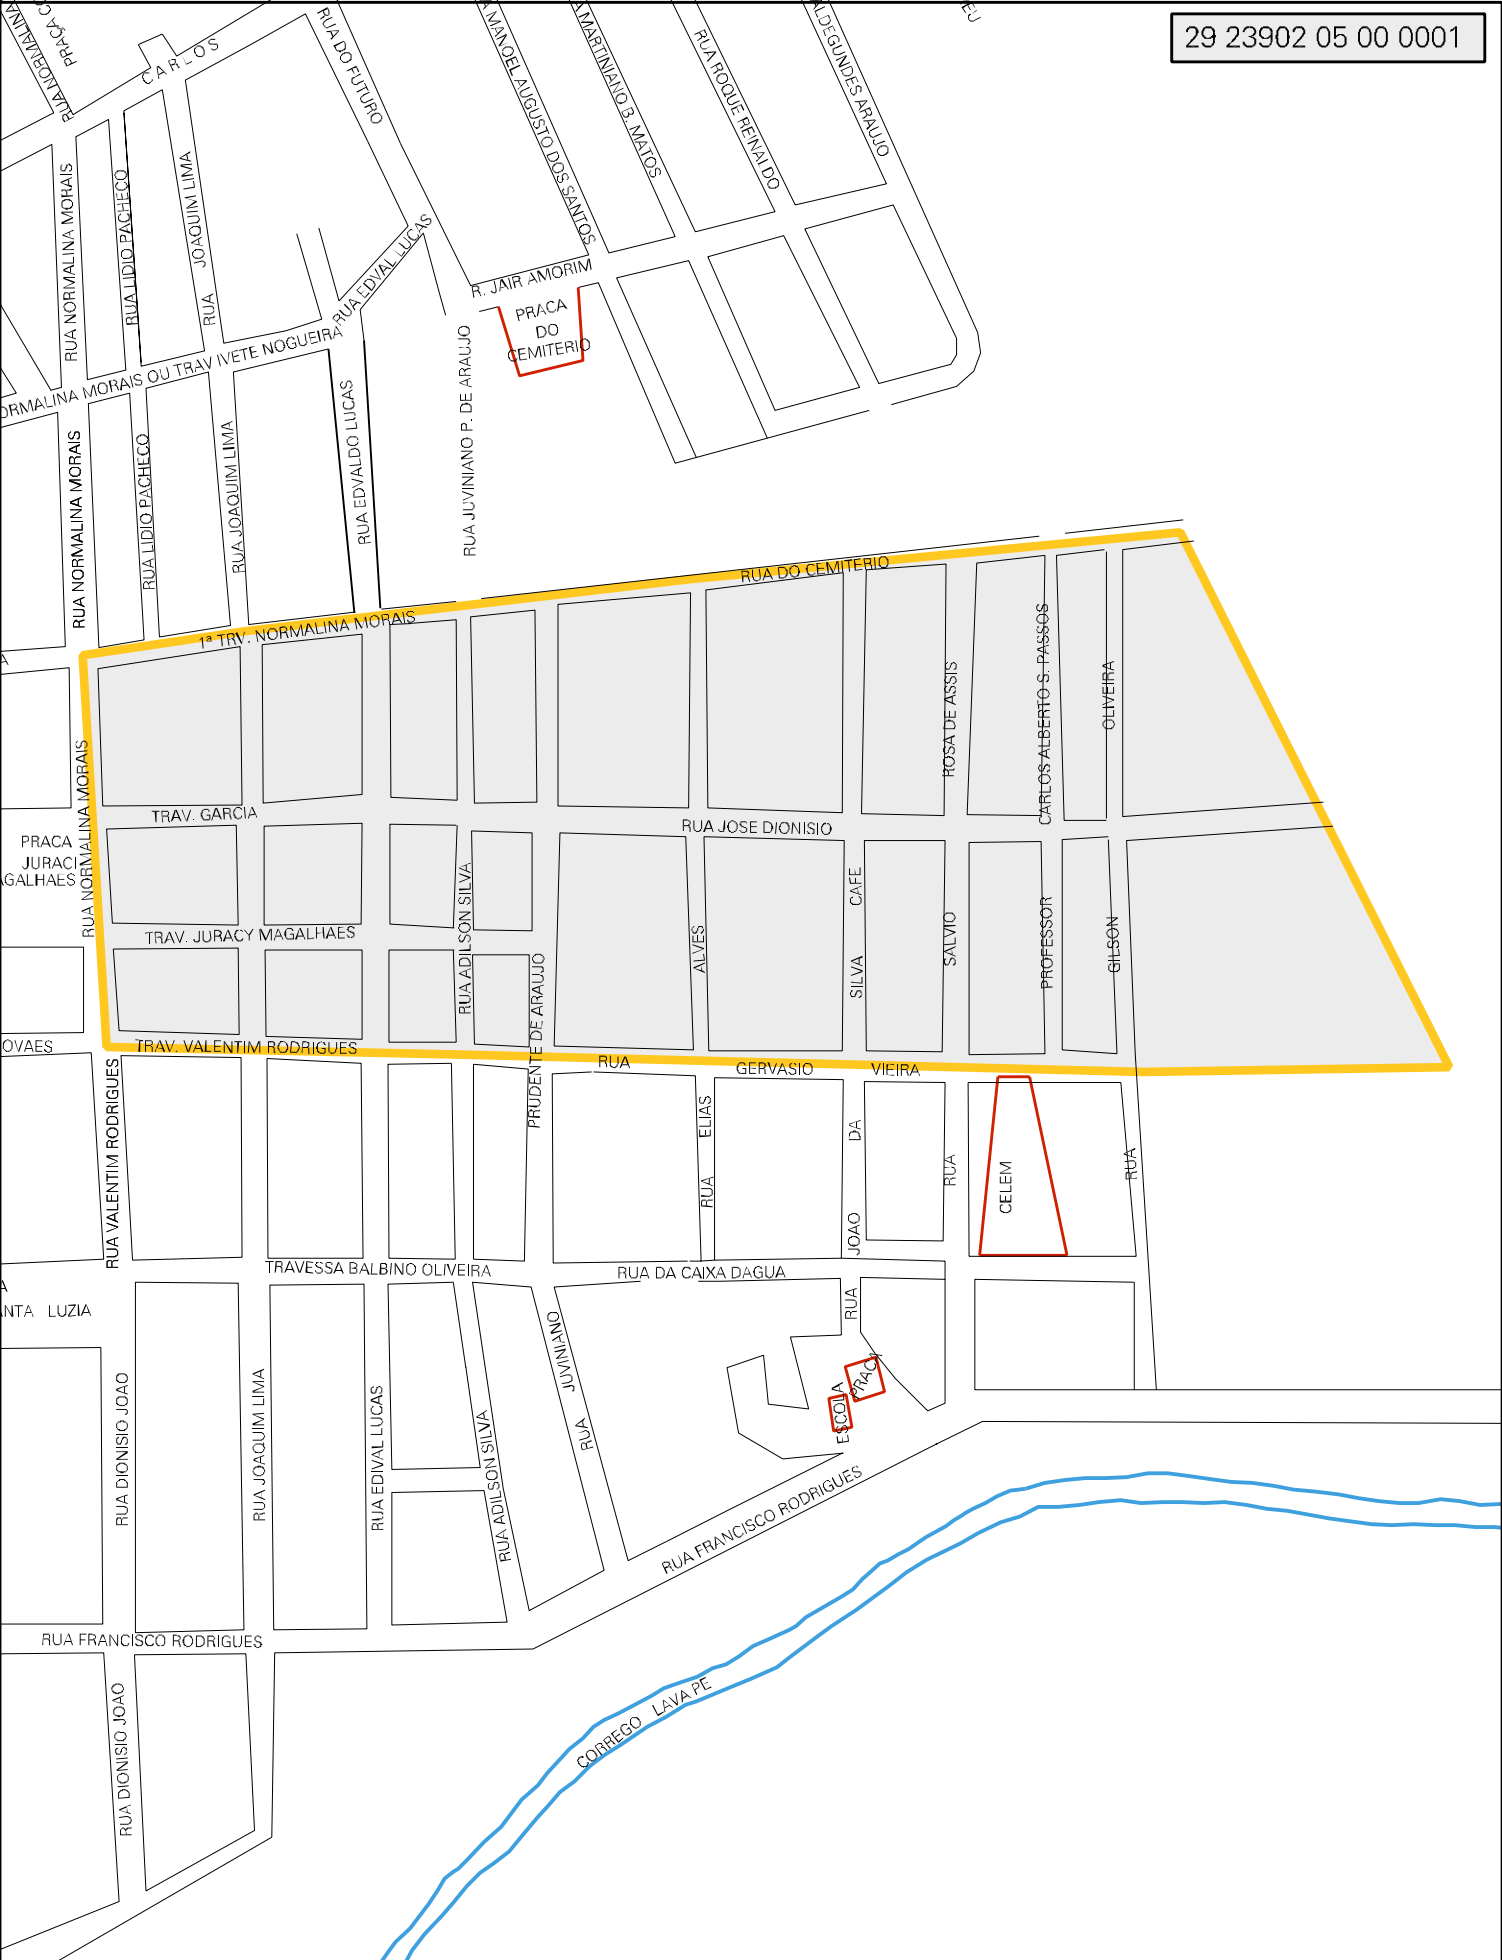 29 23902 05 00 0001
PRAÇA
RUA NORMALINA
CARLOS
RUA DO FUTURO
A MANOEL AUGUSTO DOS SANTOS
A MARTINIANO B. MATOS
RUA ROQUE REINALDO
ALDEGUNDES ARAUJO
EU
RUA NORMALINA MORAIS
RUA LIDIO PACHECO
RUA JOAQUIM LIMA
RUA EDVAL LUCAS
R. JAIR AMORIM
PRACA
DO
CEMITERIO
ORMALINA MORAIS OU TRAV IVETE NOGUEIRA
RUA NORMALINA MORAIS
RUA LIDIO PACHECO
RUA JOAQUIM LIMA
RUA EDVALDO LUCAS
RUA JUVINIANO P. DE ARAUJO
RUA DO CEMITERIO
1ª TRV. NORMALINA MORAIS
A
RUA NORMALINA MORAIS
ROSA DE ASSIS
CARLOS ALBERTO S. PASSOS
OLIVEIRA
TRAV. GARCIA
RUA JOSE DIONISIO
PRACA
JURACI
AGALHAES
RUA ADILSON SILVA
CAFE
TRAV. JURACY MAGALHAES
ALVES
SILVA
SALVIO
PROFESSOR
GILSON
OVAES
TRAV. VALENTIM RODRIGUES
PRUDENTE DE ARAUJO
RUA
GERVASIO
VIEIRA
RUA VALENTIM RODRIGUES
ELIAS
RUA
DA
JOAO
RUA
CELEM
RUA
TRAVESSA BALBINO OLIVEIRA
RUA DA CAIXA DAGUA
A
ANTA LUZIA
RUA
JUVINIANO
RUA
PRACA
ESCOLA
RUA DIONISIO JOAO
RUA JOAQUIM LIMA
RUA EDIVAL LUCAS
RUA ADILSON SILVA
RUA FRANCISCO RODRIGUES
RUA FRANCISCO RODRIGUES
RUA DIONISIO JOAO
CORREGO LAVA PE